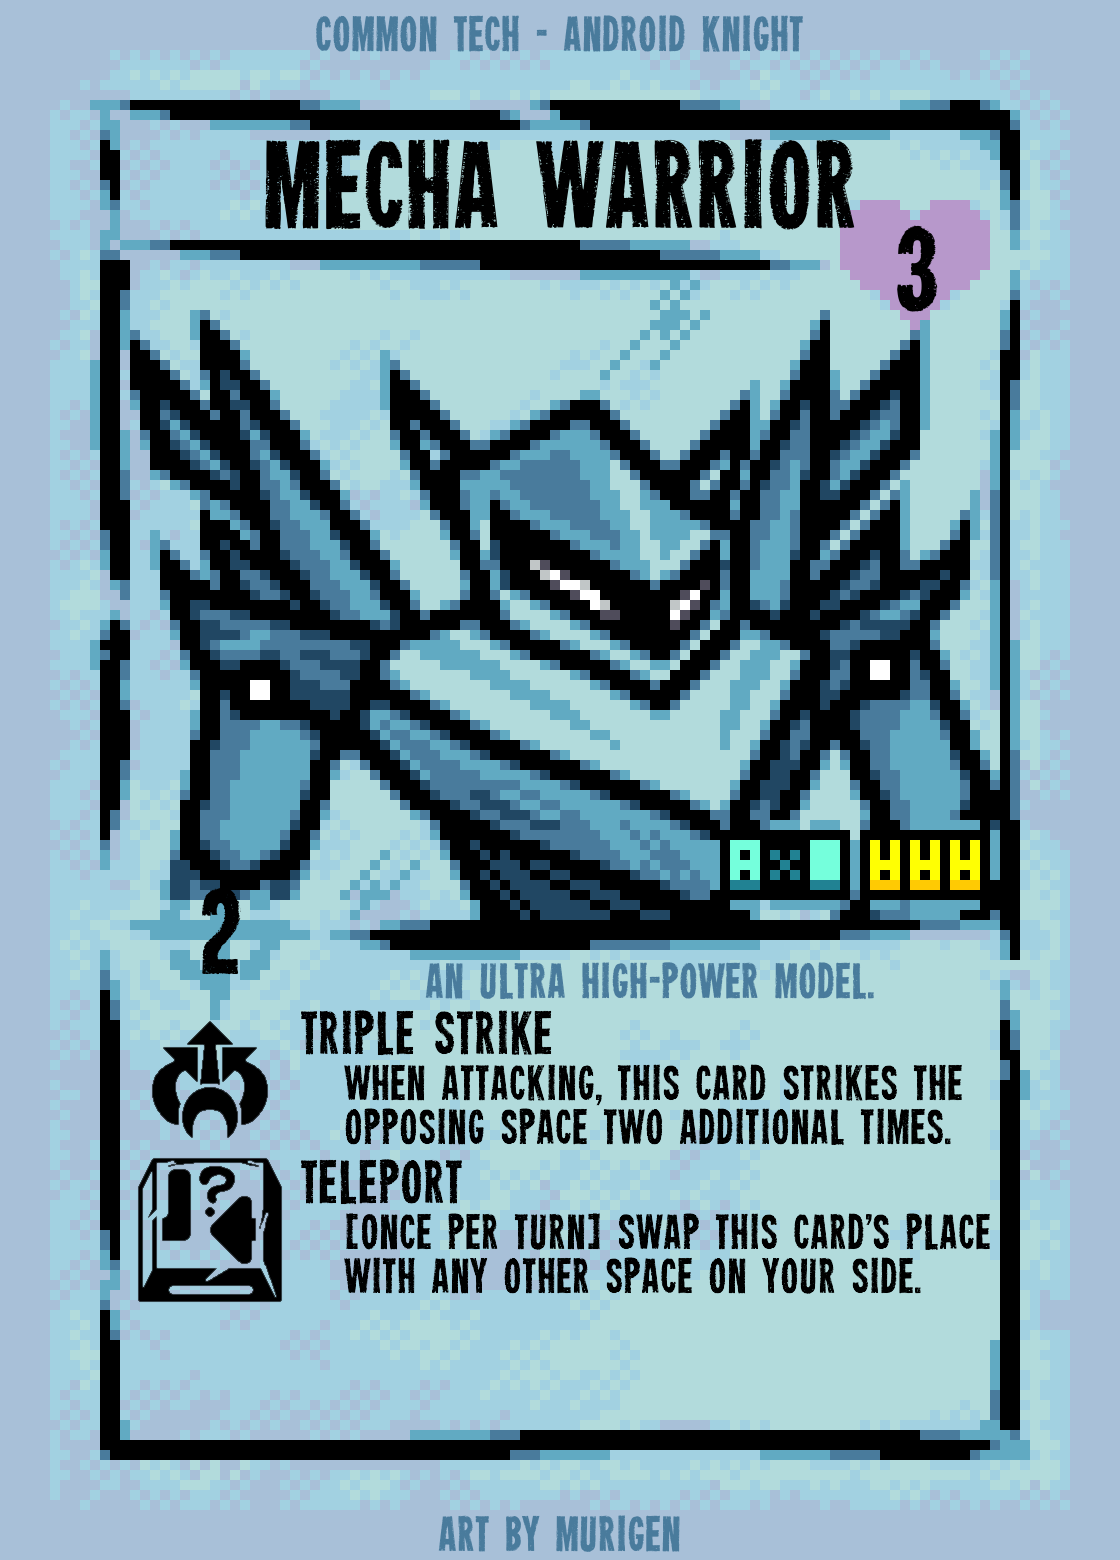 COMMON TECH - ANDROID KNIGHT
MECHA WARRIOR
3
2
AN ULTRA HIGH-POWER MODEL.
TRIPLE STRIKE
WHEN ATTACKING, THIS CARD STRIKES THE
OPPOSING SPACE TWO ADDITIONAL TIMES.
?
TELEPORT
[ONCE PER TURN] SWAP THIS CARD'S PLACE
WITH ANY OTHER SPACE ON YOUR SIDE.
ART BY MURIGEN